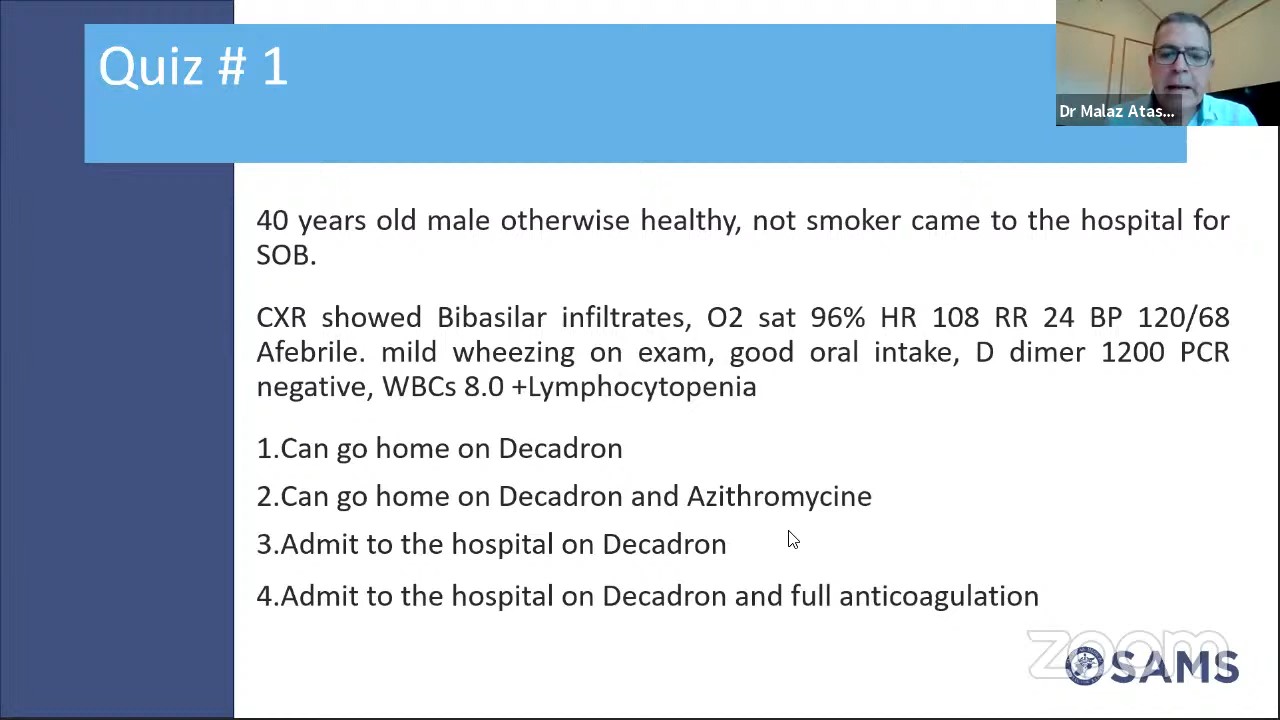 Quiz # 1
Dr Malaz Atas...
40 years old male otherwise healthy, not smoker came to the hospital for
SOB.
CXR showed Bibasilar infiltrates, O2 sat 96% HR 108 RR 24 BP 120/68
Afebrile. mild wheezing on exam, good oral intake, D dimer 1200 PCR
negative, WBCs 8.0 +Lymphocytopenia
1.Can go home on Decadron
2.Can go home on Decadron and Azithromycine
3.Admit to the hospital on Decadron
4.Admit to the hospital on Decadron and full anticoagulation
zoom
SAMS